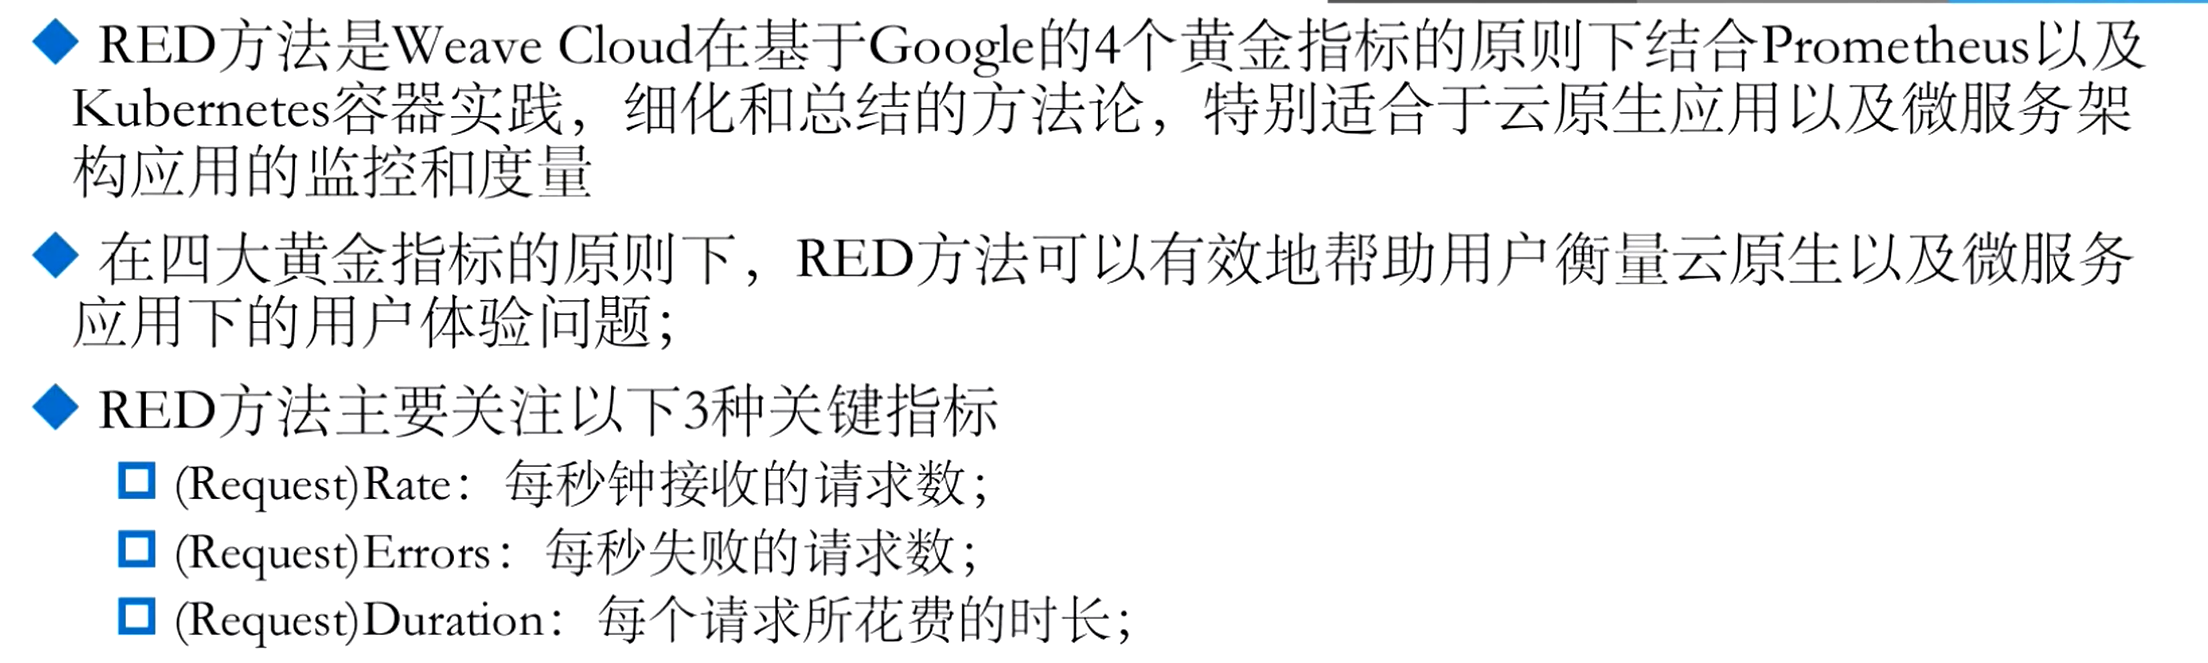 RED方法是Weave Cloud在基于Google的4个黄金指标的原则下结合Prometheus以及
Kubernetes容器实践，细化和总结的方法论，特别适合于云原生应用以及微服务架
构应用的监控和度量
在四大黄金指标的原则下，RED方法可以有效地帮助用户衡量云原生以及微服务
应用下的用户体验问题；
RED方法主要关注以下3种关键指标
(Request)Rate：每秒钟接收的请求数；
(Request)Errors：每秒失败的请求数；
(Request)Duration：每个请求所花费的时长；